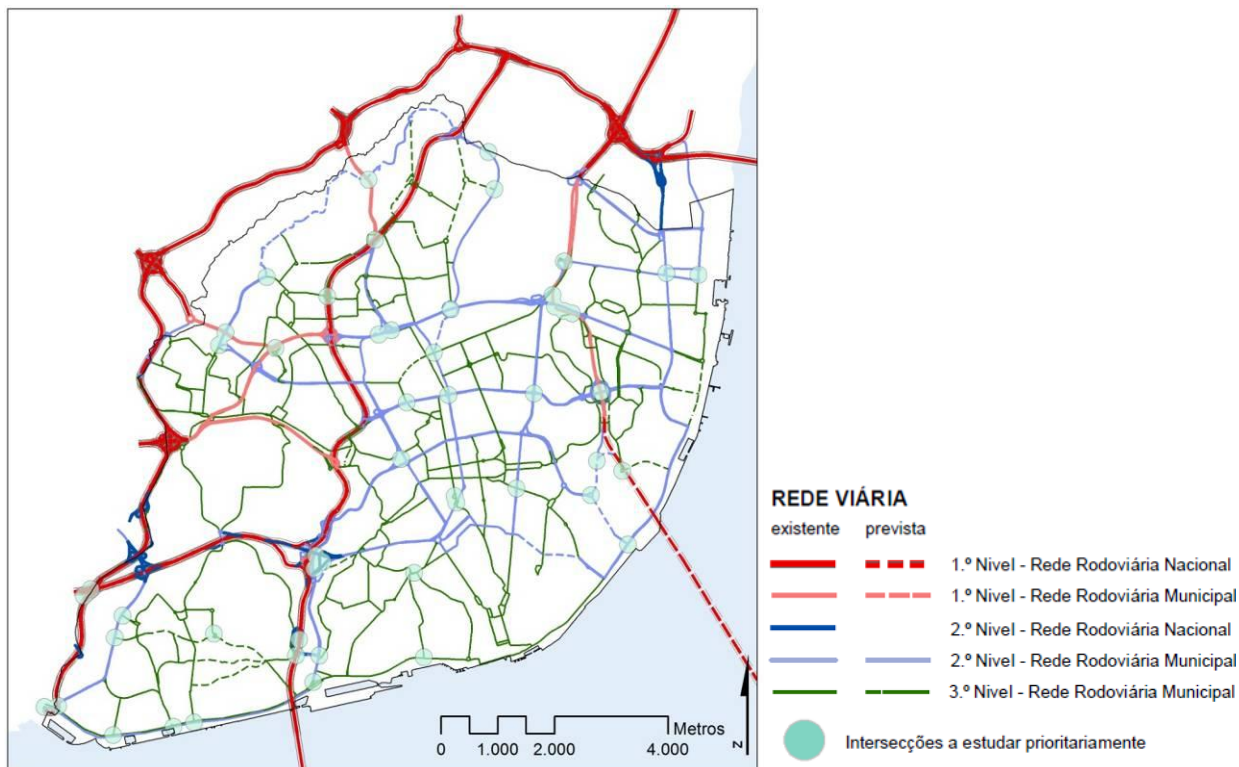 REDE VIÁRIA
existente prevista
1.º Nivel - Rede Rodoviária Nacional
1.º Nivel - Rede Rodoviária Municipal
2.º Nivel - Rede Rodoviária Nacional
2.º Nivel - Rede Rodoviária Municipal
3.º Nivel - Rede Rodoviária Municipal
Intersecções a estudar prioritariamente
Metros
0 1.000 2.000 4.000
N